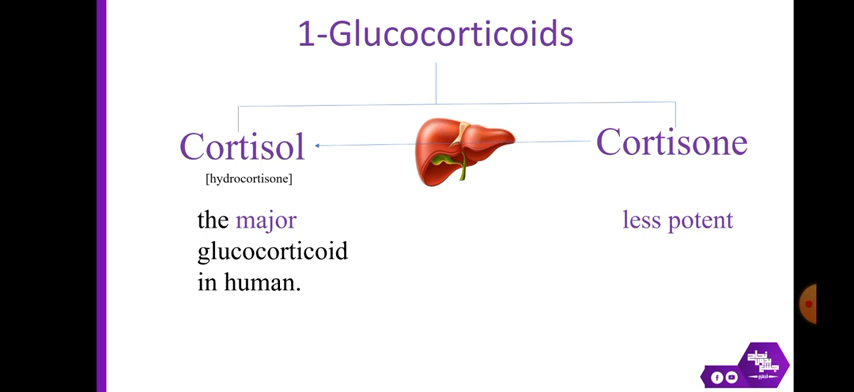 1-Glucocorticoids
Cortisol
Cortisone
[hydrocortisone]
the major
less potent
glucocorticoid
in human.